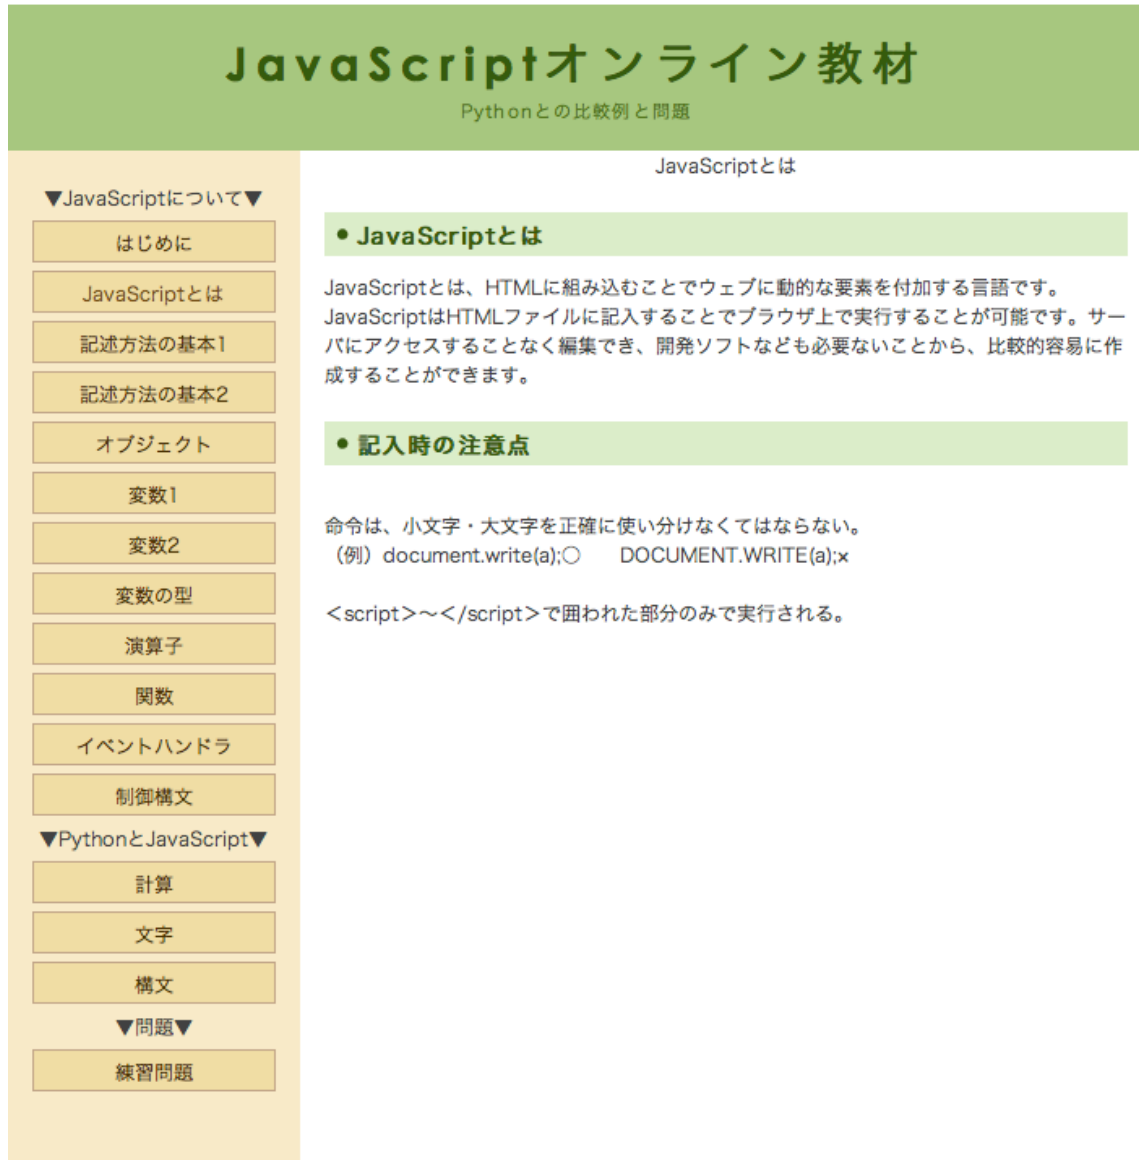 JavaScriptオンライン教材
Pythonとの比較例と問題
▼JavaScriptについて▼
はじめに
JavaScriptとは
記述方法の基本1
記述方法の基本2
オブジェクト
変数1
変数2
変数の型
演算子
関数
イベントハンドラ
制御構文
▼PythonとJavaScript▼
計算
文字
構文
▼問題▼
練習問題
JavaScriptとは
• JavaScriptとは
JavaScriptとは、HTMLに組み込むことでウェブに動的な要素を付加する言語です。
JavaScriptはHTMLファイルに記入することでブラウザ上で実行することが可能です。サー
バにアクセスすることなく編集でき、開発ソフトなども必要ないことから、比較的容易に作
成することができます。
• 記入時の注意点
命令は、小文字・大文字を正確に使い分けなくてはならない。
（例）document.write(a);○　　DOCUMENT.WRITE(a);×
＜script＞～＜/script＞で囲われた部分のみで実行される。